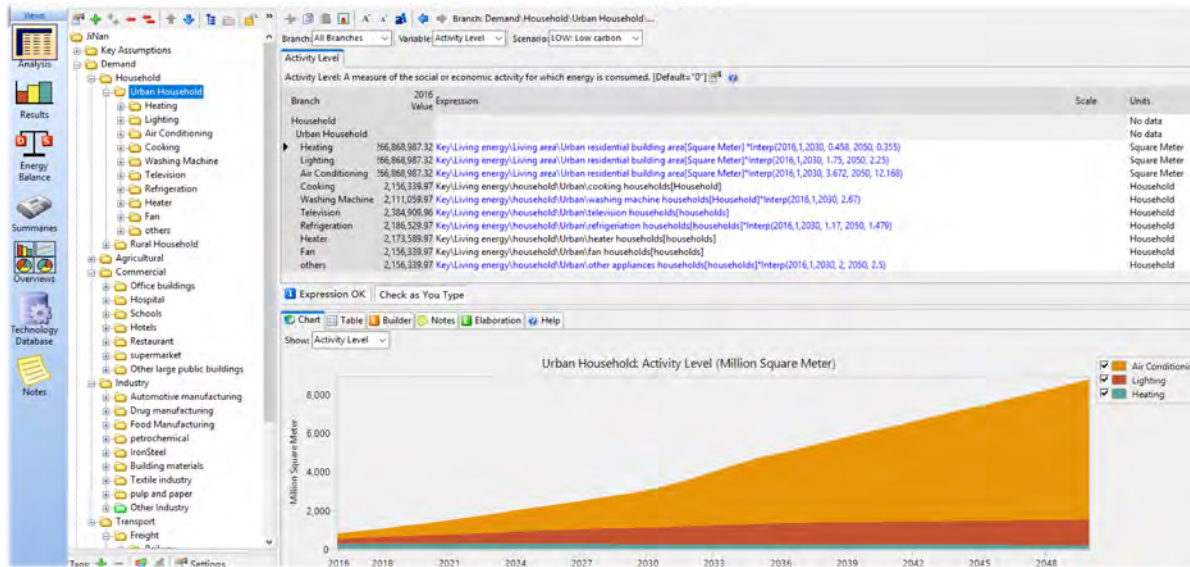 Views
Analysis
Results
Energy
Balance
Summaries
Overviews
Technology
Database
Notes
JiNan
Key Assumptions
Demand
Household
Urban Household
Heating
Lighting
Air Conditioning
Cooking
Washing Machine
Television
Refrigeration
Heater
Fan
others
Rural Household
Agricultural
Commercial
Office buildings
Hospital
Schools
Hotels
Restaurant
supermarket
Other large public buildings
Industry
Automotive manufacturing
Drug manufacturing
Food Manufacturing
petrochemical
IronSteel
Building materials
Textile industry
pulp and paper
Other Industry
Transport
Freight
Tags: Settings
Branch: Demand\Household\Urban Household\...
Branch: All Branches Variable: Activity Level Scenario: LOW: Low carbon
Activity Level
Activity Level: A measure of the social or economic activity for which energy is consumed. [Default="0"]
Branch 2016 Value Expression Scale Units
Household No data
Urban Household No data
Heating !66,868,987.32 Key\Living energy\Living area\Urban residential building area[Square Meter]*Interp(2016,1,2030, 0.458, 2050, 0.355) Square Meter
Lighting !66,868,987.32 Key\Living energy\Living area\Urban residential building area[Square Meter]*Interp(2016,1,2030, 1.75, 2050, 2.25) Square Meter
Air Conditioning !66,868,987.32 Key\Living energy\Living area\Urban residential building area[Square Meter]*Interp(2016,1,2030, 3.672, 2050, 12.168) Square Meter
Cooking 2,156,339.97 Key\Living energy\household\Urban\cooking households[Household] Household
Washing Machine 2,111,059.97 Key\Living energy\household\Urban\washing machine households[Household]*Interp(2016,1,2030, 2.67) Household
Television 2,384,909.96 Key\Living energy\household\Urban\television households[households] Household
Refrigeration 2,186,529.97 Key\Living energy\household\Urban\refrigeriation households[households]*Interp(2016,1,2030, 1.17, 2050, 1.479) Household
Heater 2,173,589.97 Key\Living energy\household\Urban\heater households[households] Household
Fan 2,156,339.97 Key\Living energy\household\Urban\fan households[households] Household
others 2,156,339.97 Key\Living energy\household\Urban\other appliances households[households]*Interp(2016,1,2030, 2, 2050, 2.5) Household
Expression OK Check as You Type
Chart Table Builder Notes Elaboration Help
Show: Activity Level
Urban Household: Activity Level (Million Square Meter)
Million Square Meter
8,000
6,000
4,000
2,000
0
2016 2018 2021 2024 2027 2030 2033 2036 2039 2042 2045 2048
Air Conditioni
Lighting
Heating